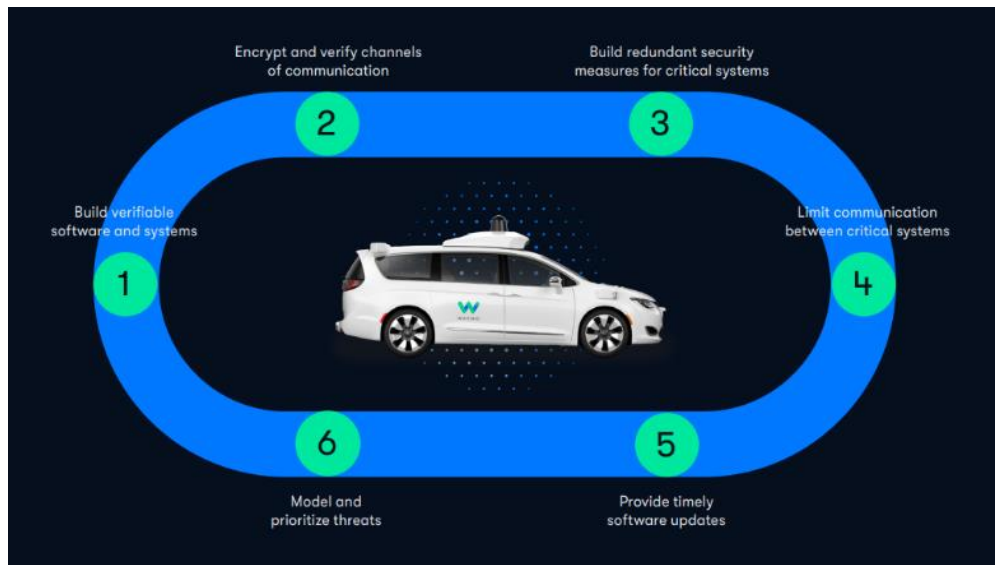 Encrypt and verify channels
of communication
2
Build redundant security
measures for critical systems
3
Build verifiable
software and systems
1
Limit communication
between critical systems
4
WAYMO
6
Model and
prioritize threats
5
Provide timely
software updates